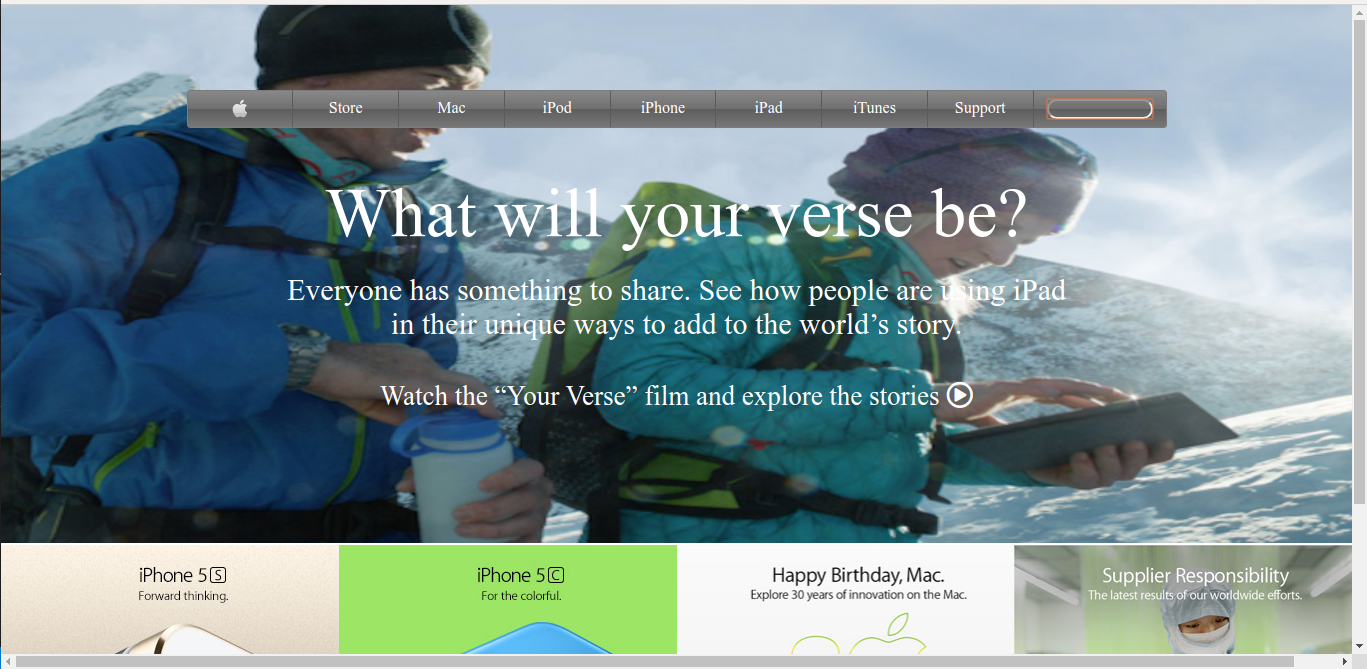 Store Mac iPod iPhone iPad iTunes Support
What will your verse be?
Everyone has something to share. See how people are using iPad
in their unique ways to add to the world’s story.
Watch the “Your Verse” film and explore the stories
iPhone 5S
Forward thinking.
iPhone 5C
For the colorful.
Happy Birthday, Mac.
Explore 30 years of innovation on the Mac.
Supplier Responsibility
The latest results of our worldwide efforts.